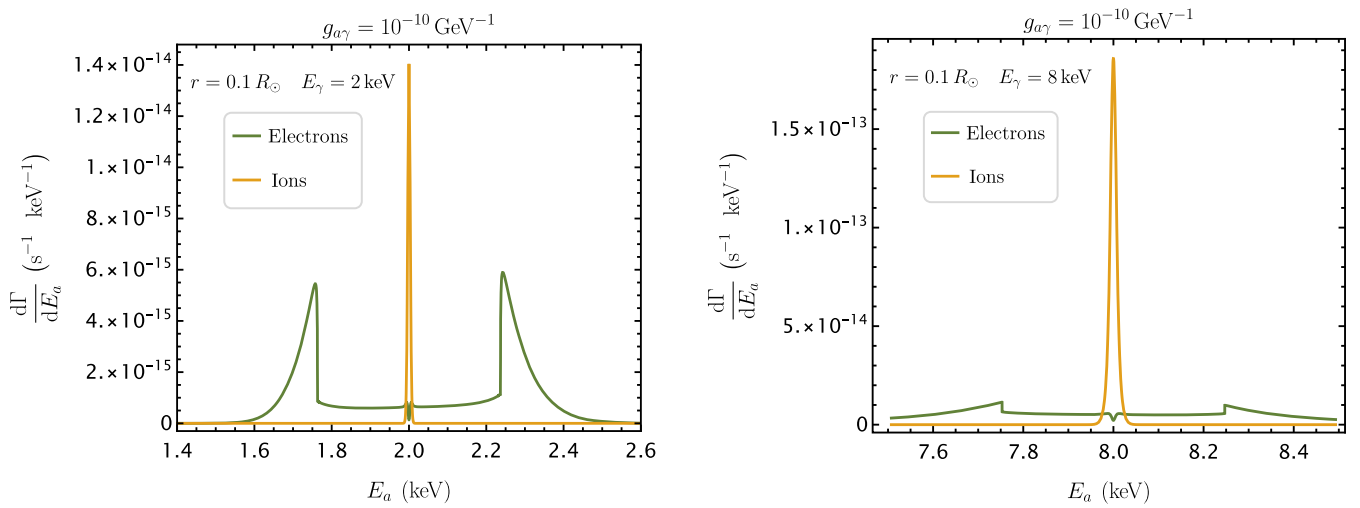 g_{aγ} = 10^{-10} GeV^{-1}
r = 0.1 R_⊙ E_γ = 2 keV
Electrons
Ions
1.4×10^{-14}
1.2×10^{-14}
1.×10^{-14}
8.×10^{-15}
6.×10^{-15}
4.×10^{-15}
2.×10^{-15}
0
dΓ/dE_a (s^{-1} keV^{-1})
1.4 1.6 1.8 2.0 2.2 2.4 2.6
E_a (keV)
g_{aγ} = 10^{-10} GeV^{-1}
r = 0.1 R_⊙ E_γ = 8 keV
Electrons
Ions
1.5×10^{-13}
1.×10^{-13}
5.×10^{-14}
0
dΓ/dE_a (s^{-1} keV^{-1})
7.6 7.8 8.0 8.2 8.4
E_a (keV)